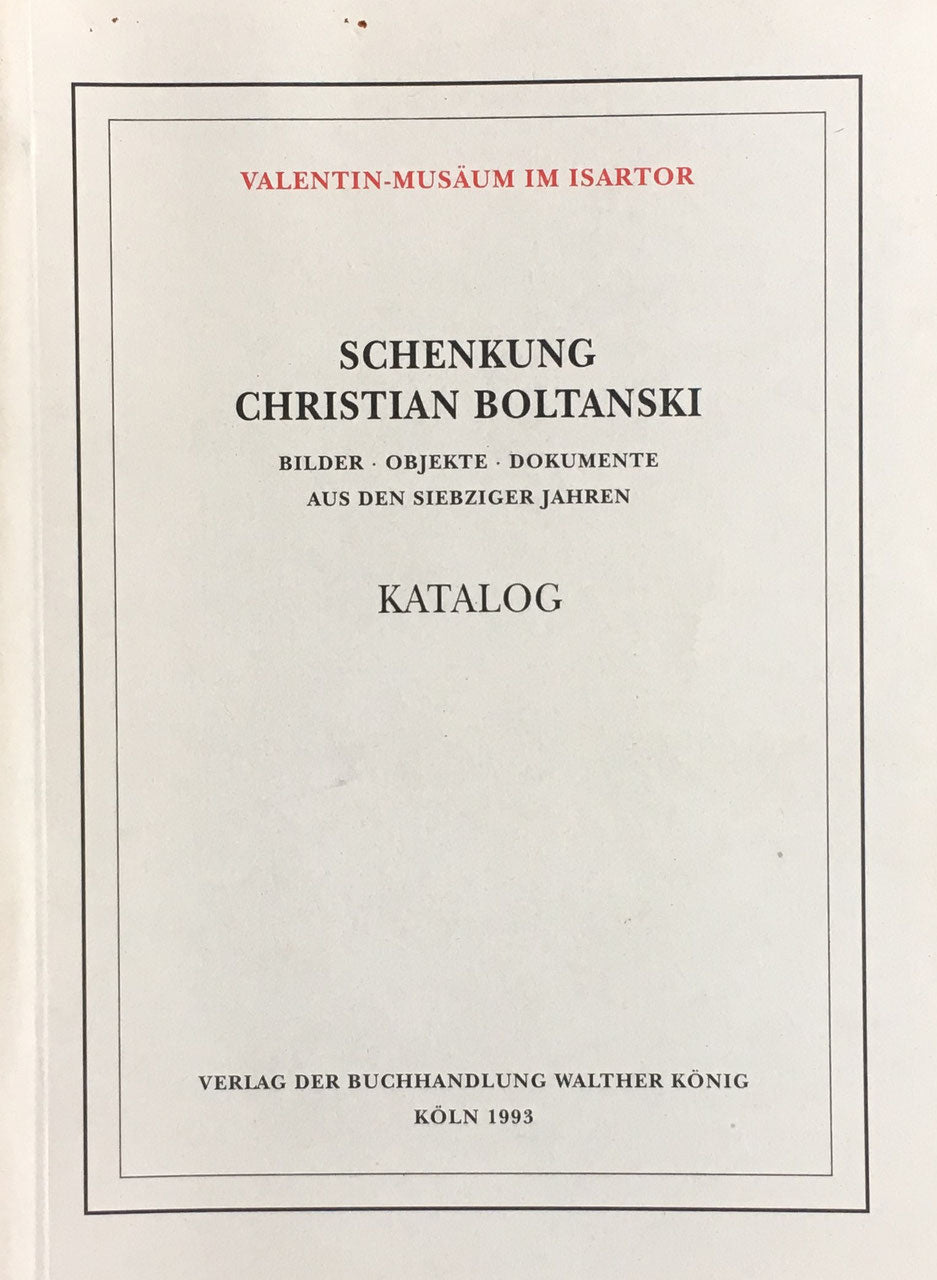 VALENTIN-MUSÄUM IM ISARTOR
SCHENKUNG
CHRISTIAN BOLTANSKI
BILDER · OBJEKTE · DOKUMENTE
AUS DEN SIEBZIGER JAHREN
KATALOG
VERLAG DER BUCHHANDLUNG WALTHER KÖNIG
KÖLN 1993